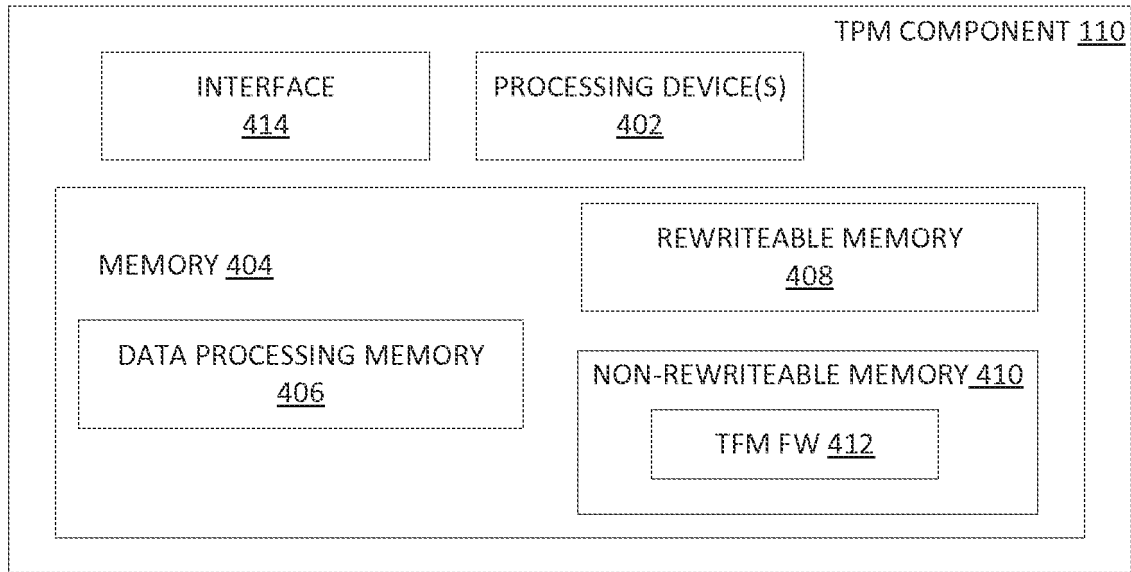 TPM COMPONENT 110
INTERFACE
414
PROCESSING DEVICE(S)
402
MEMORY 404
REWRITEABLE MEMORY
408
DATA PROCESSING MEMORY
406
NON-REWRITEABLE MEMORY 410
TFM FW 412